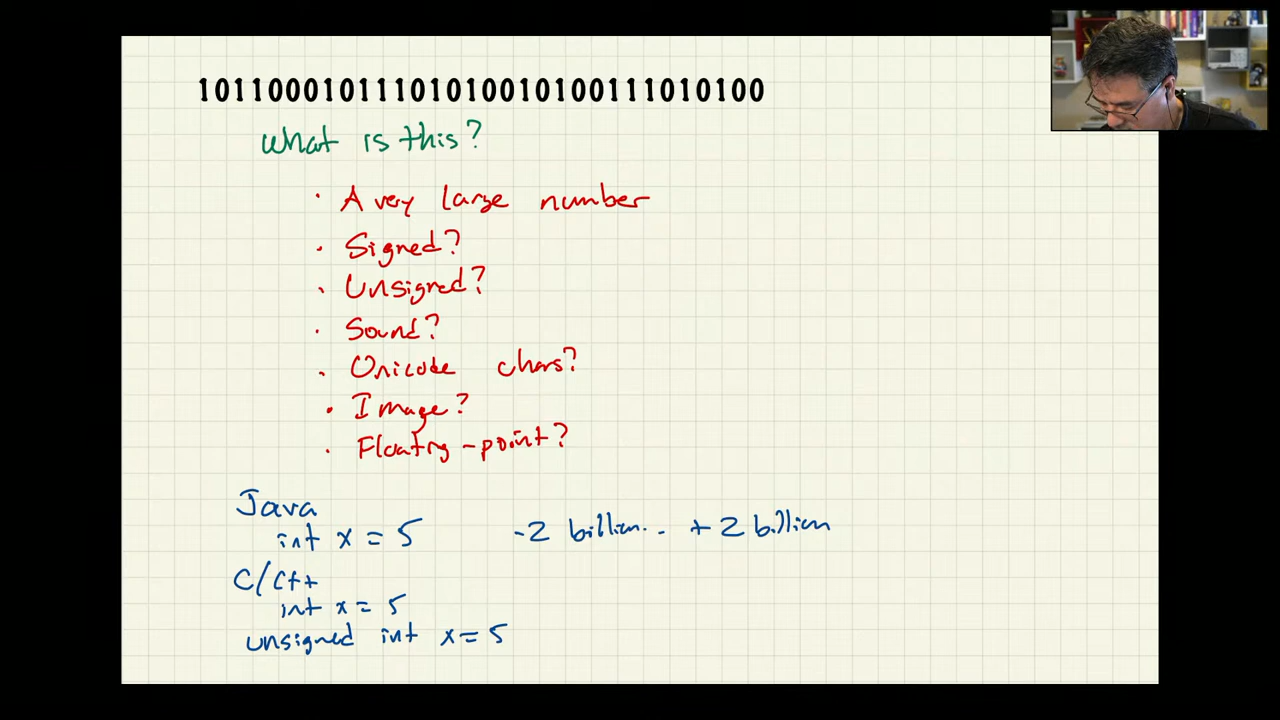 10110001011101010010100111010100
What is this?
· A very large number
· Signed?
· Unsigned?
· Sound?
· Unicode chars?
· Image?
· Floating-point?
Java
int x = 5 -2 billion... +2 billion
C/C++
int x = 5
unsigned int x = 5